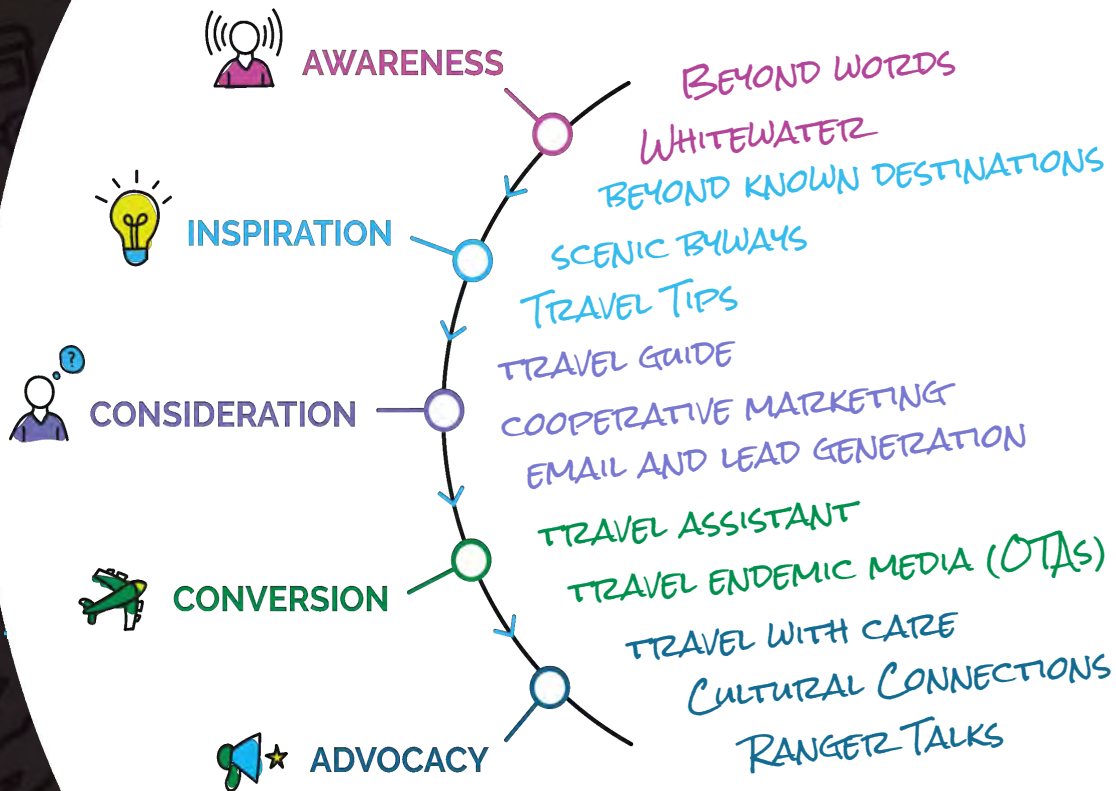 AWARENESS
BEYOND WORDS
WHITEWATER
BEYOND KNOWN DESTINATIONS
INSPIRATION
SCENIC BYWAYS
TRAVEL TIPS
TRAVEL GUIDE
?
CONSIDERATION
COOPERATIVE MARKETING
EMAIL AND LEAD GENERATION
TRAVEL ASSISTANT
CONVERSION
TRAVEL ENDEMIC MEDIA (OTAs)
TRAVEL WITH CARE
CULTURAL CONNECTIONS
ADVOCACY
RANGER TALKS